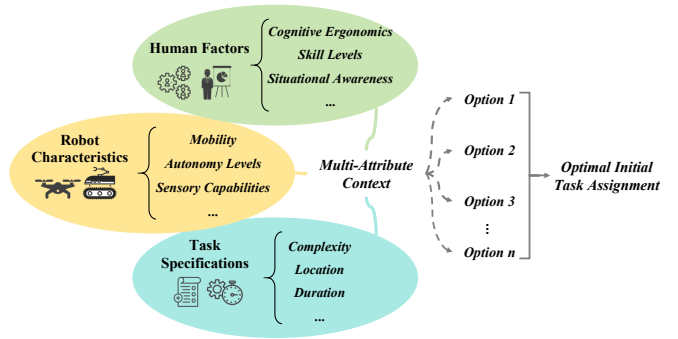 Human Factors
Cognitive Ergonomics
Skill Levels
Situational Awareness
...
Robot
Characteristics
Mobility
Autonomy Levels
Sensory Capabilities
...
Task
Specifications
Complexity
Location
Duration
...
Multi-Attribute
Context
Option 1
Option 2
Option 3
...
Option n
Optimal Initial
Task Assignment